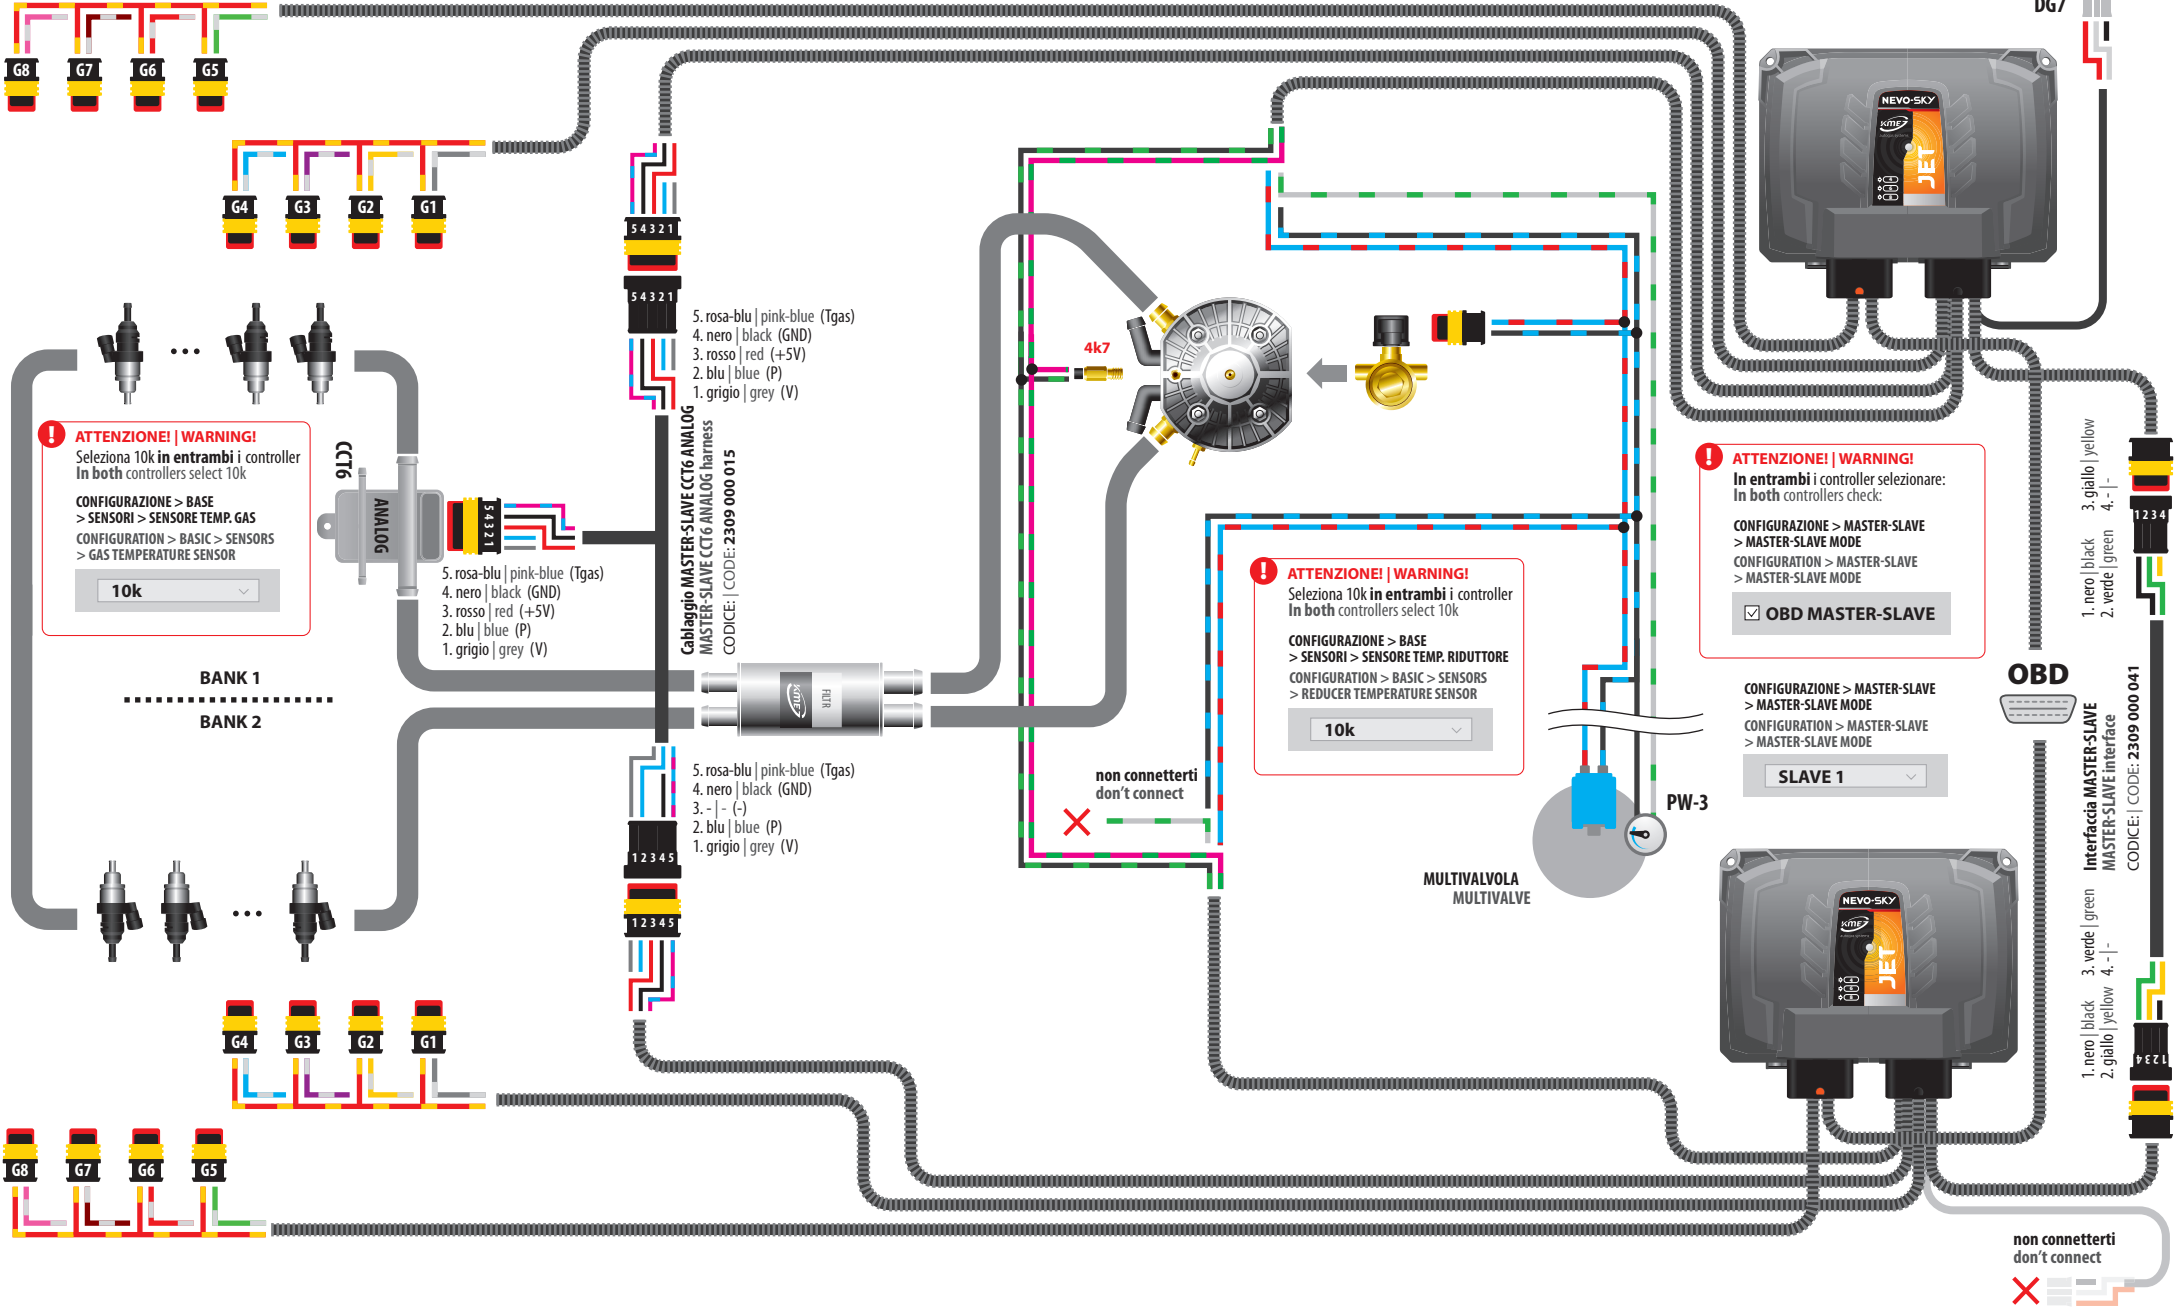 DG7
G8 G7 G6 G5
G4 G3 G2 G1
5 4 3 2 1
5 4 3 2 1
5. rosa-blu | pink-blue (Tgas)
4. nero | black (GND)
3. rosso | red (+5V)
2. blu | blue (P)
1. grigio | grey (V)
4k7
NEVO-SKY
KME
JET
ATTENZIONE! | WARNING!
Seleziona 10k in entrambi i controller
In both controllers select 10k
CONFIGURAZIONE > BASE
> SENSORI > SENSORE TEMP. GAS
CONFIGURATION > BASIC > SENSORS
> GAS TEMPERATURE SENSOR
10k
CCT6
ANALOG
5 4 3 2 1
5. rosa-blu | pink-blue (Tgas)
4. nero | black (GND)
3. rosso | red (+5V)
2. blu | blue (P)
1. grigio | grey (V)
Cablaggio MASTER-SLAVE CCT6 ANALOG
MASTER-SLAVE CCT6 ANALOG harness
CODICE: | CODE: 2309 000 015
BANK 1
BANK 2
KME
FILTR
ATTENZIONE! | WARNING!
Seleziona 10k in entrambi i controller
In both controllers select 10k
CONFIGURAZIONE > BASE
> SENSORI > SENSORE TEMP. RIDUTTORE
CONFIGURATION > BASIC > SENSORS
> REDUCER TEMPERATURE SENSOR
10k
ATTENZIONE! | WARNING!
In entrambi i controller selezionare:
In both controllers check:
CONFIGURAZIONE > MASTER-SLAVE
> MASTER-SLAVE MODE
CONFIGURATION > MASTER-SLAVE
> MASTER-SLAVE MODE
OBD MASTER-SLAVE
CONFIGURAZIONE > MASTER-SLAVE
> MASTER-SLAVE MODE
CONFIGURATION > MASTER-SLAVE
> MASTER-SLAVE MODE
SLAVE 1
OBD
1. nero | black 3. giallo | yellow
2. verde | green 4. - | -
1 2 3 4
Interfaccia MASTER-SLAVE
MASTER-SLAVE interface
CODICE: | CODE: 2309 000 041
5. rosa-blu | pink-blue (Tgas)
4. nero | black (GND)
3. - | - (-)
2. blu | blue (P)
1. grigio | grey (V)
1 2 3 4 5
1 2 3 4 5
non connetterti
don't connect
PW-3
MULTIVALVOLA
MULTIVALVE
NEVO-SKY
KME
JET
1. nero | black 3. verde | green
2. giallo | yellow 4. - | -
1 2 3 4
G4 G3 G2 G1
G8 G7 G6 G5
non connetterti
don't connect